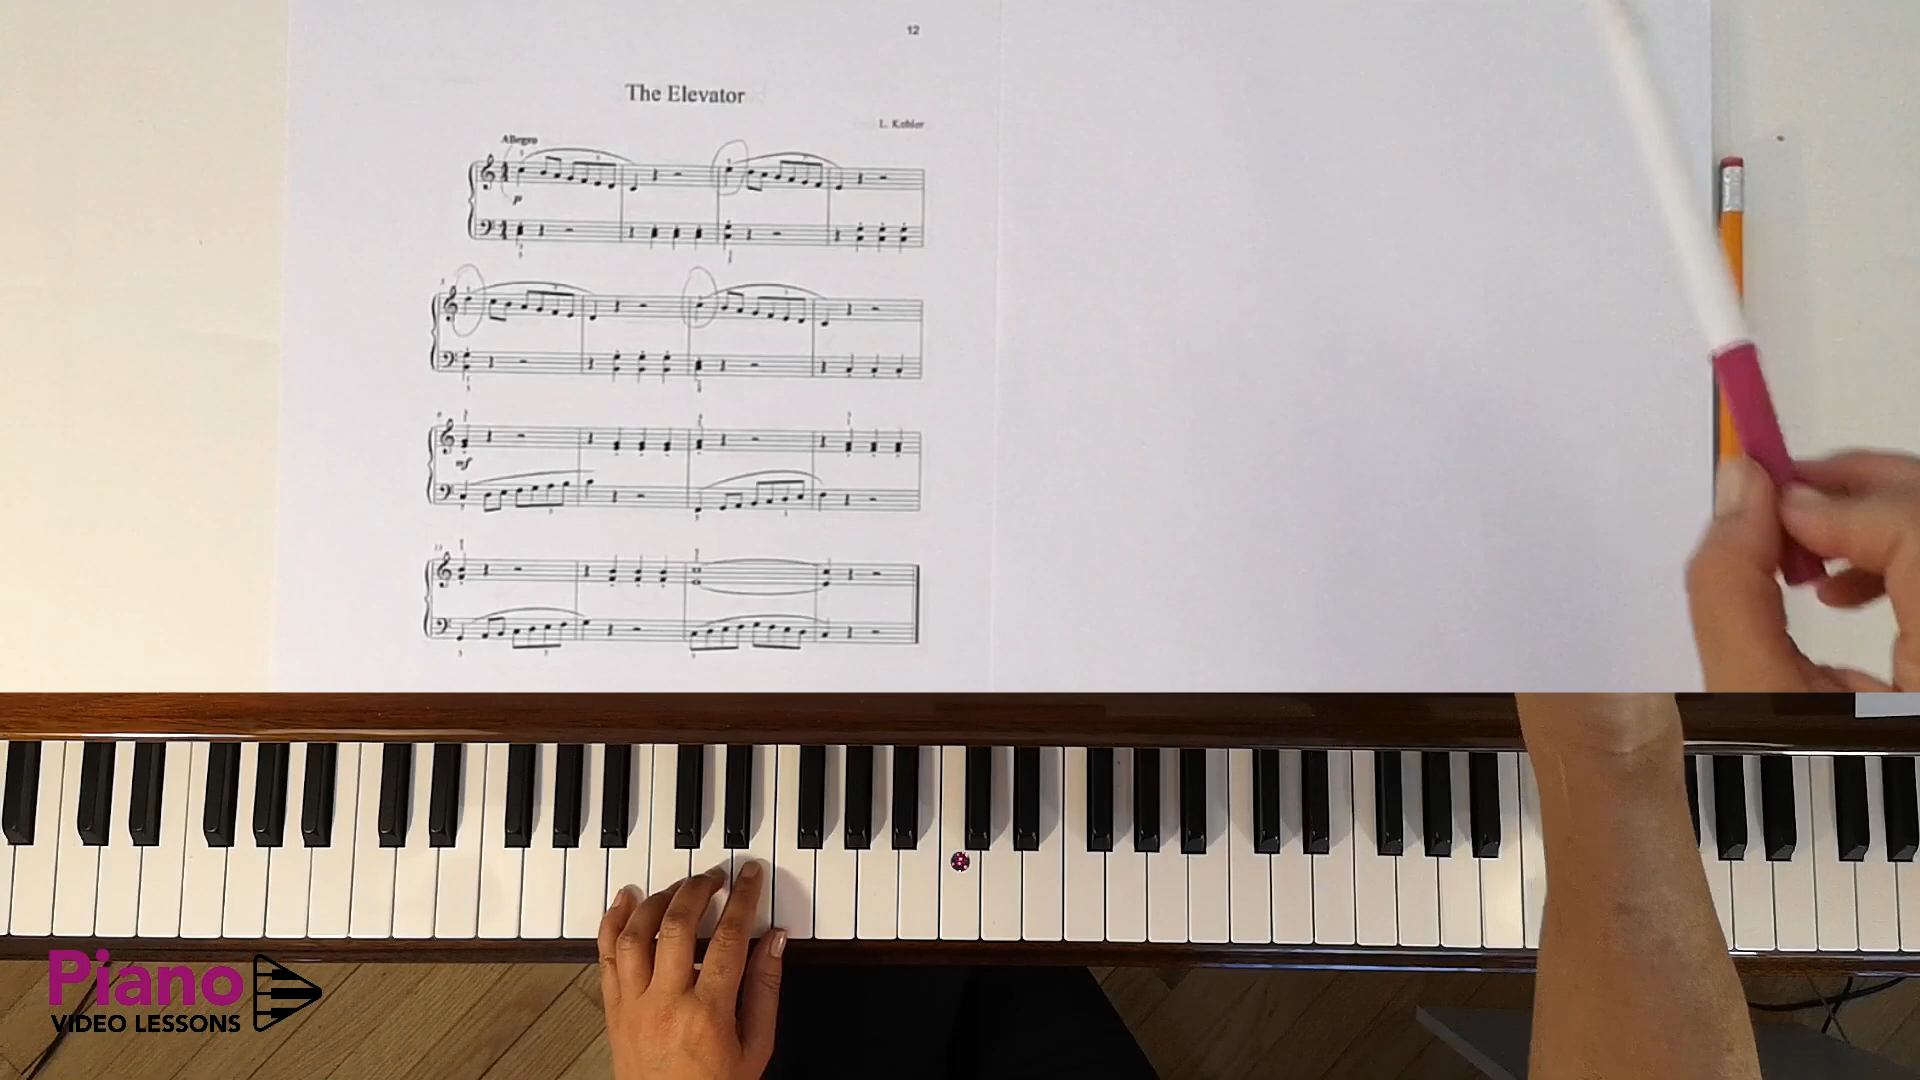 12
The Elevator
L. Kohler
Allegro
p
mf
Piano
VIDEO LESSONS